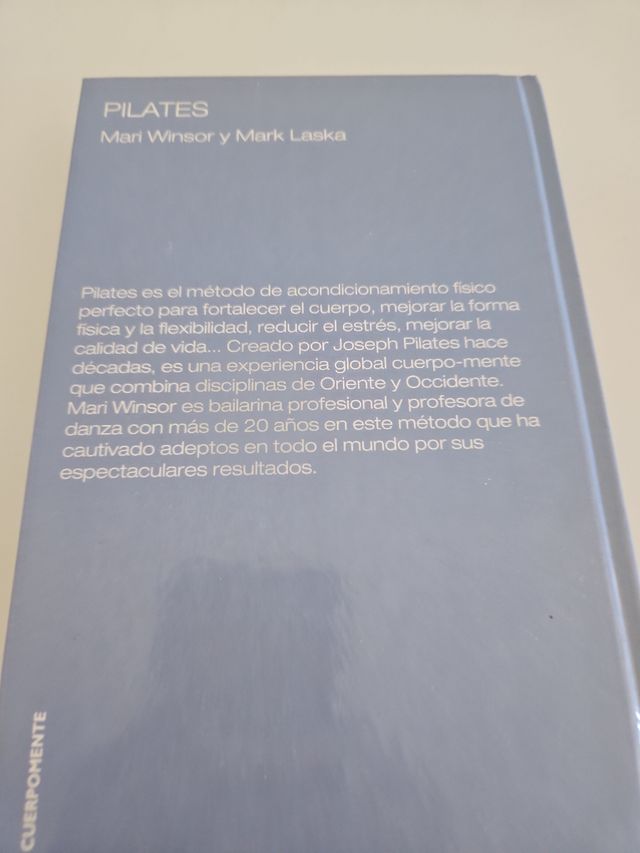 PILATES
Mari Winsor y Mark Laska
Pilates es el método de acondicionamiento físico
perfecto para fortalecer el cuerpo, mejorar la forma
física y la flexibilidad, reducir el estrés, mejorar la
calidad de vida... Creado por Joseph Pilates hace
décadas, es una experiencia global cuerpo-mente
que combina disciplinas de Oriente y Occidente.
Mari Winsor es bailarina profesional y profesora de
danza con más de 20 años en este método que ha
cautivado adeptos en todo el mundo por sus
espectaculares resultados.
CUERPOMENTE